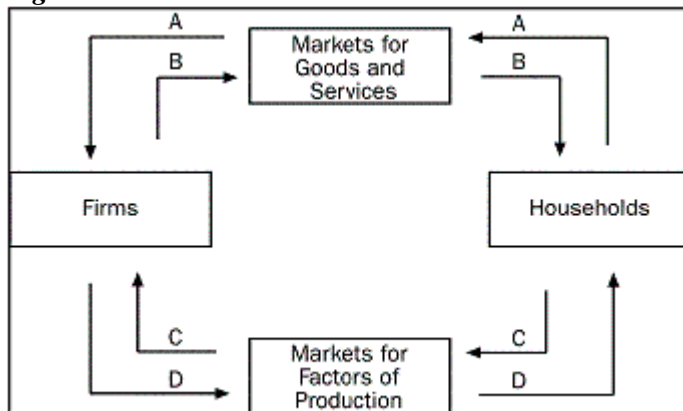 A
A
Markets for
Goods and
Services
B
B
Firms
Households
C
C
Markets for
Factors of
Production
D
D